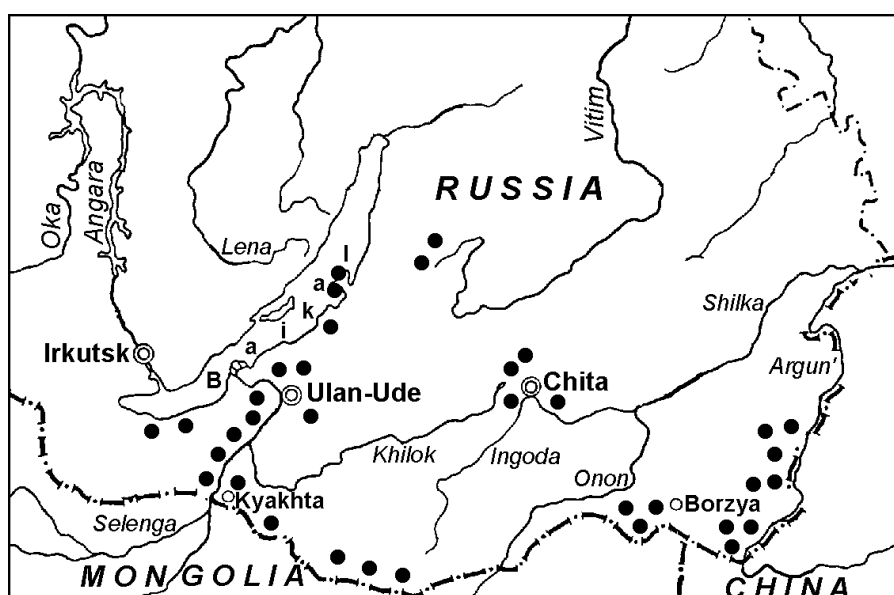 Oka
Angara
Lena
Vitim
RUSSIA
Baikal
Irkutsk
Ulan-Ude
Chita
Shilka
Argun'
Khilok
Ingoda
Onon
Kyakhta
Borzya
Selenga
MONGOLIA
CHINA